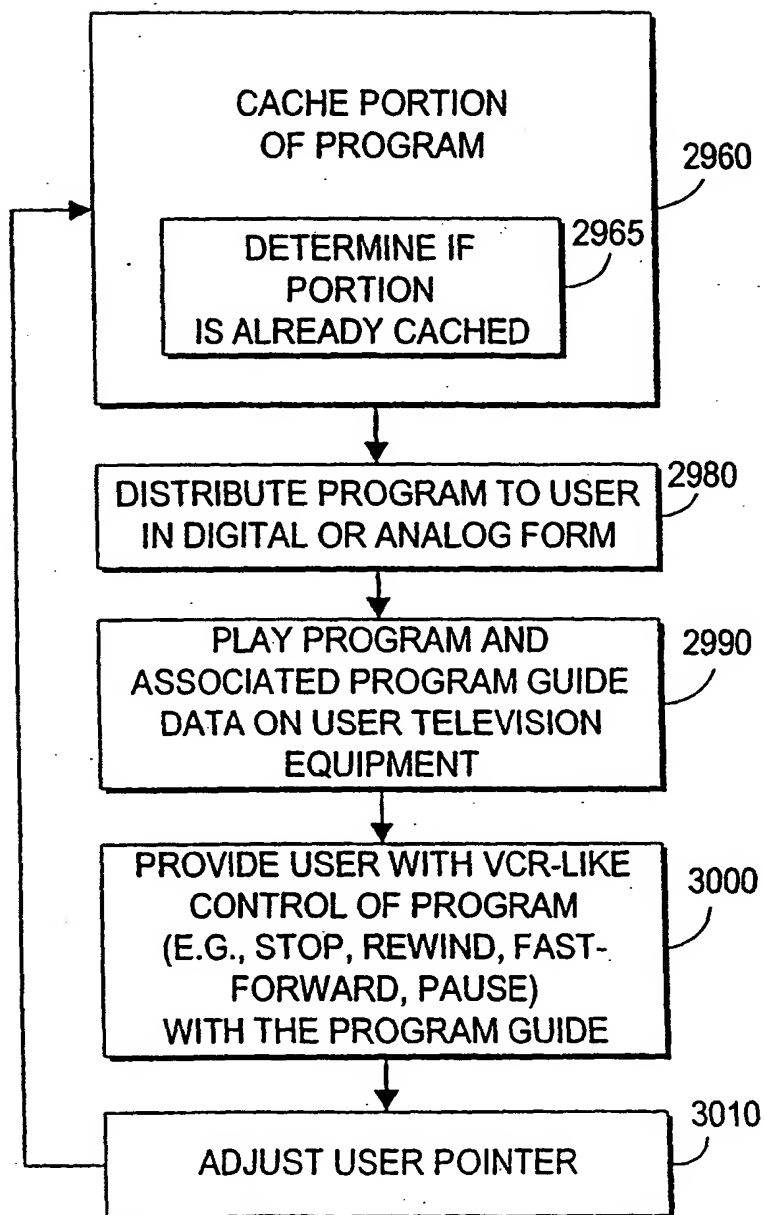 CACHE PORTION
OF PROGRAM
2960
DETERMINE IF
PORTION
IS ALREADY CACHED
2965
DISTRIBUTE PROGRAM TO USER
IN DIGITAL OR ANALOG FORM
2980
PLAY PROGRAM AND
ASSOCIATED PROGRAM GUIDE
DATA ON USER TELEVISION
EQUIPMENT
2990
PROVIDE USER WITH VCR-LIKE
CONTROL OF PROGRAM
(E.G., STOP, REWIND, FAST-
FORWARD, PAUSE)
WITH THE PROGRAM GUIDE
3000
ADJUST USER POINTER
3010